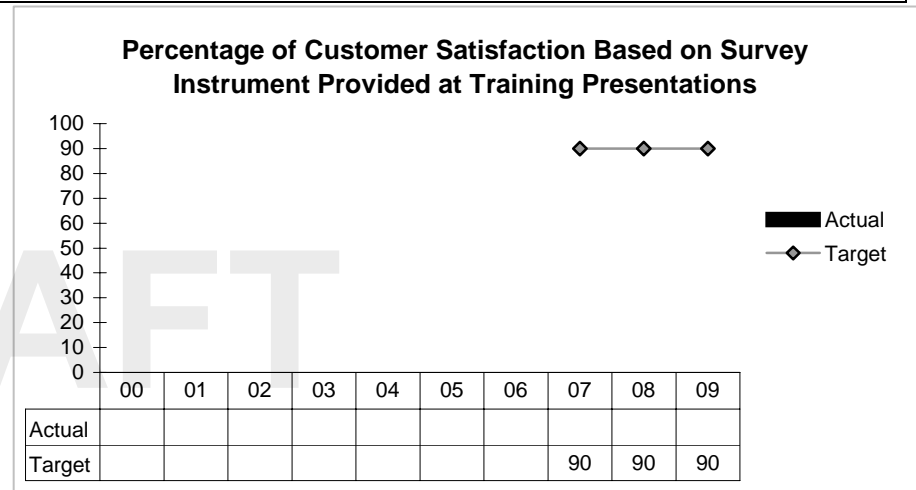 Percentage of Customer Satisfaction Based on Survey
Instrument Provided at Training Presentations
100
90
80
70
60
50
40
30
20
10
0
Actual
Target
00 01 02 03 04 05 06 07 08 09
Actual
Target 90 90 90
AFT